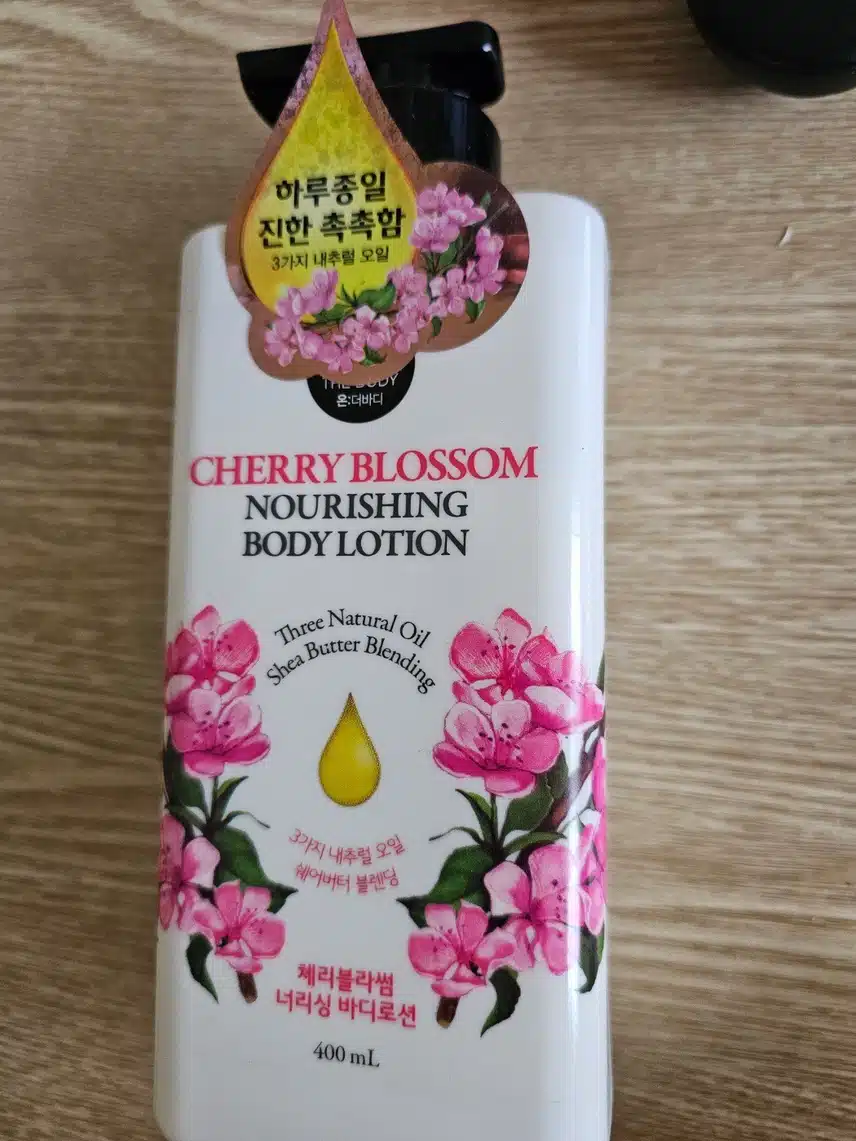 하루종일
진한 촉촉함
3가지 내추럴 오일
THE BODY
온:더바디
CHERRY BLOSSOM
NOURISHING
BODY LOTION
Three Natural Oil
Shea Butter Blending
3가지 내추럴 오일
쉐어버터 블렌딩
체리블라썸
너리싱 바디로션
400 mL